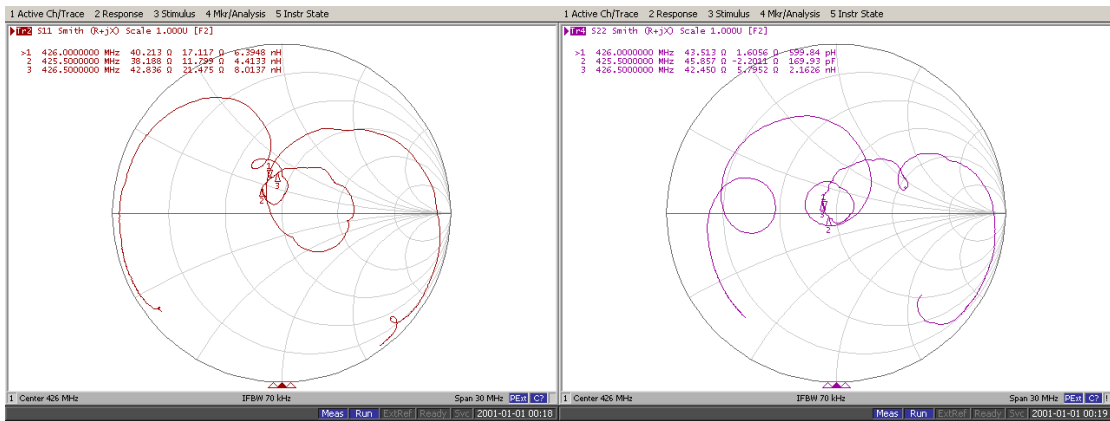 1 Active Ch/Trace 2 Response 3 Stimulus 4 Mkr/Analysis 5 Instr State
Tr2 S11 Smith (R+jX) Scale 1.000U [F2]
>1 426.0000000 MHz 40.213 Ω 17.117 Ω 6.3948 nH
2 425.5000000 MHz 38.188 Ω 11.799 Ω 4.4133 nH
3 426.5000000 MHz 42.836 Ω 21.475 Ω 8.0137 nH
1
2
3
1 Center 426 MHz IFBW 70 kHz Span 30 MHz PExt C?
Meas Run ExtRef Ready Svc 2001-01-01 00:18
1 Active Ch/Trace 2 Response 3 Stimulus 4 Mkr/Analysis 5 Instr State
Tr4 S22 Smith (R+jX) Scale 1.000U [F2]
>1 426.0000000 MHz 43.513 Ω 1.6056 Ω 599.84 pH
2 425.5000000 MHz 45.857 Ω -2.2011 Ω 169.93 pF
3 426.5000000 MHz 42.450 Ω 5.7952 Ω 2.1626 nH
1
3
2
1 Center 426 MHz IFBW 70 kHz Span 30 MHz PExt C? !
Meas Run ExtRef Ready Svc 2001-01-01 00:19